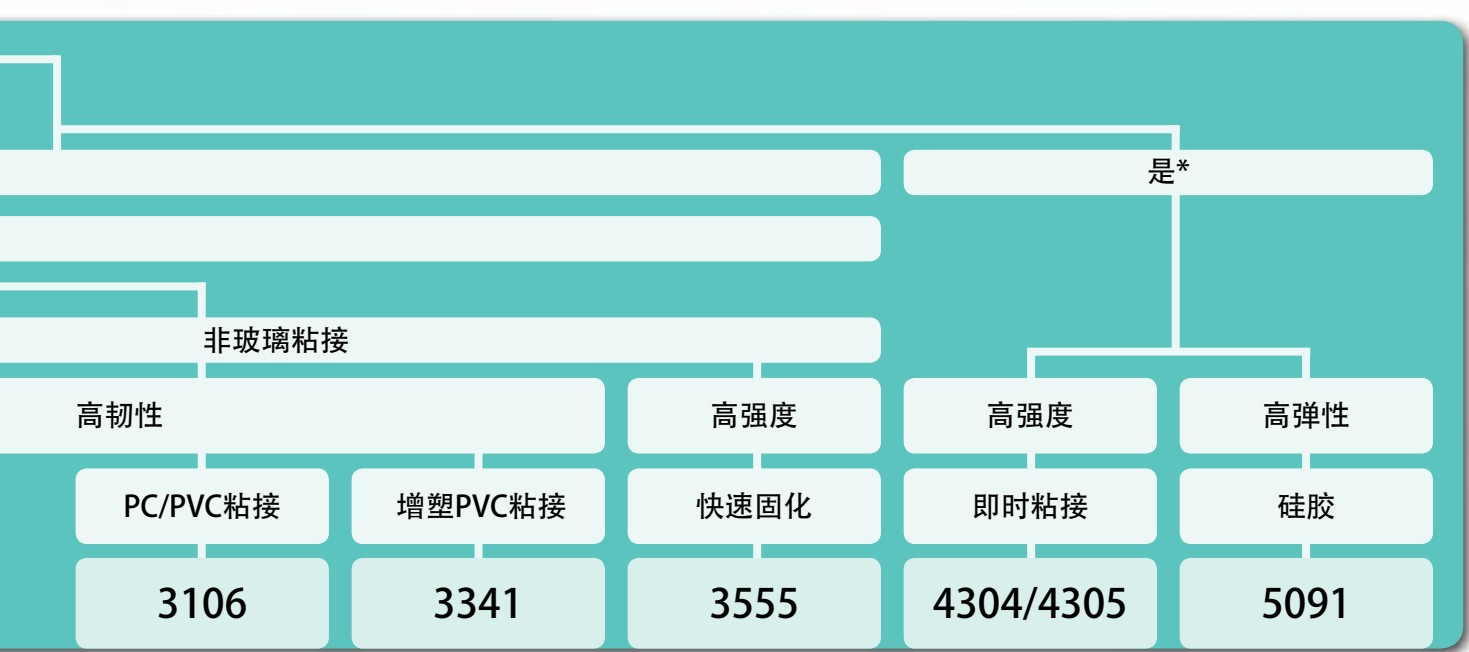 是*
非玻璃粘接
高韧性
高强度
高强度
高弹性
PC/PVC粘接
增塑PVC粘接
快速固化
即时粘接
硅胶
3106
3341
3555
4304/4305
5091